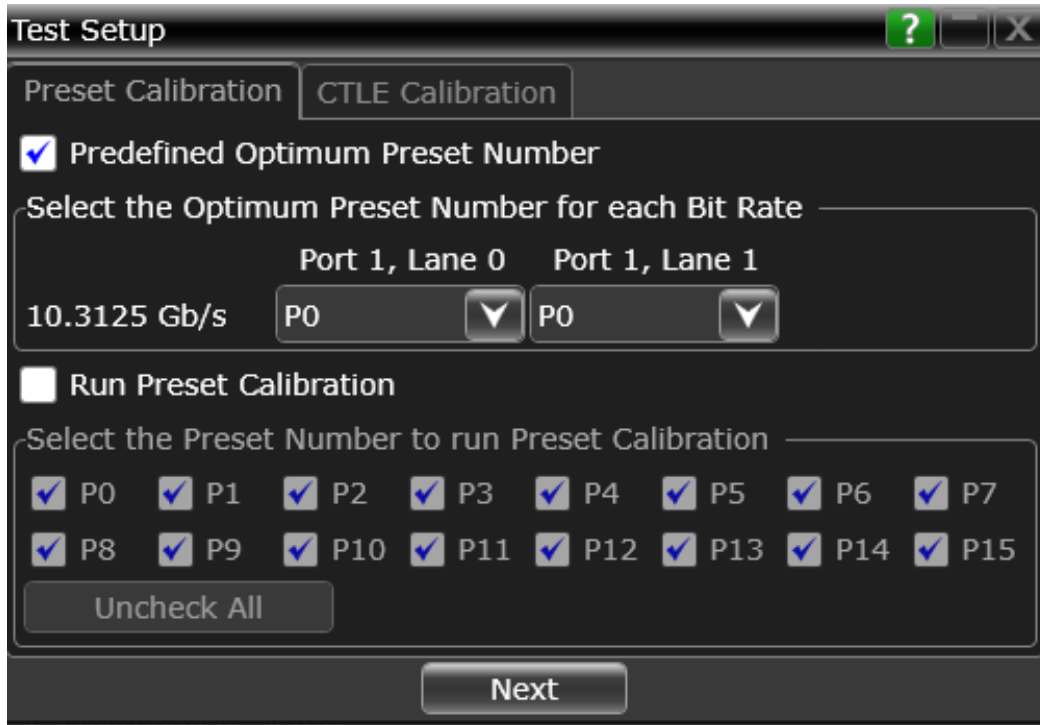 Test Setup ? X
Preset Calibration CTLE Calibration
Predefined Optimum Preset Number
Select the Optimum Preset Number for each Bit Rate
Port 1, Lane 0 Port 1, Lane 1
10.3125 Gb/s P0 P0
Run Preset Calibration
Select the Preset Number to run Preset Calibration
P0 P1 P2 P3 P4 P5 P6 P7
P8 P9 P10 P11 P12 P13 P14 P15
Uncheck All
Next